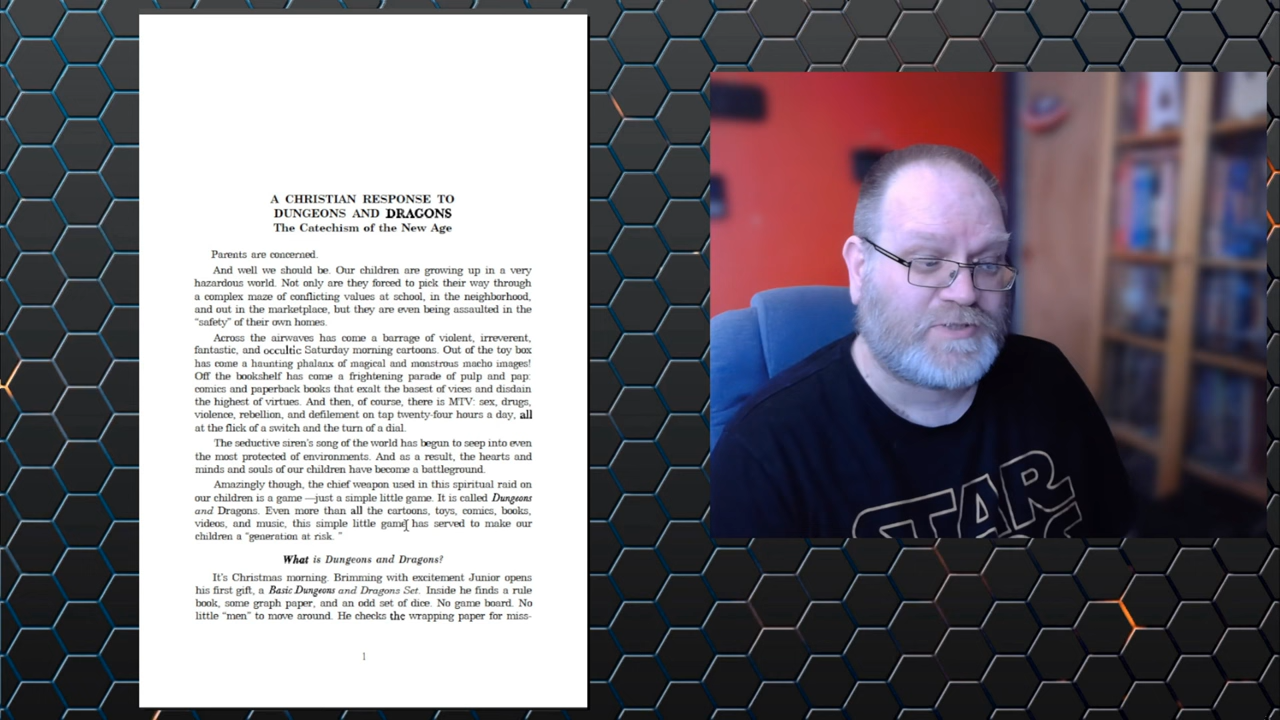 A CHRISTIAN RESPONSE TO
DUNGEONS AND DRAGONS
The Catechism of the New Age
Parents are concerned.
And well we should be. Our children are growing up in a very
hazardous world. Not only are they forced to pick their way through
a complex maze of conflicting values at school, in the neighborhood,
and out in the marketplace, but they are even being assaulted in the
“safety” of their own homes.
Across the airwaves has come a barrage of violent, irreverent,
fantastic, and occultic Saturday morning cartoons. Out of the toy box
has come a haunting phalanx of magical and monstrous macho images!
Off the bookshelf has come a frightening parade of pulp and pap:
comics and paperback books that exalt the basest of vices and disdain
the highest of virtues. And then, of course, there is MTV: sex, drugs,
violence, rebellion, and defilement on tap twenty-four hours a day, all
at the flick of a switch and the turn of a dial.
The seductive siren’s song of the world has begun to seep into even
the most protected of environments. And as a result, the hearts and
minds and souls of our children have become a battleground.
Amazingly though, the chief weapon used in this spiritual raid on
our children is a game —just a simple little game. It is called Dungeons
and Dragons. Even more than all the cartoons, toys, comics, books,
videos, and music, this simple little game has served to make our
children a “generation at risk. ”
What is Dungeons and Dragons?
It’s Christmas morning. Brimming with excitement Junior opens
his first gift, a Basic Dungeons and Dragons Set. Inside he finds a rule
book, some graph paper, and an odd set of dice. No game board. No
little “men” to move around. He checks the wrapping paper for miss-
1
STAR